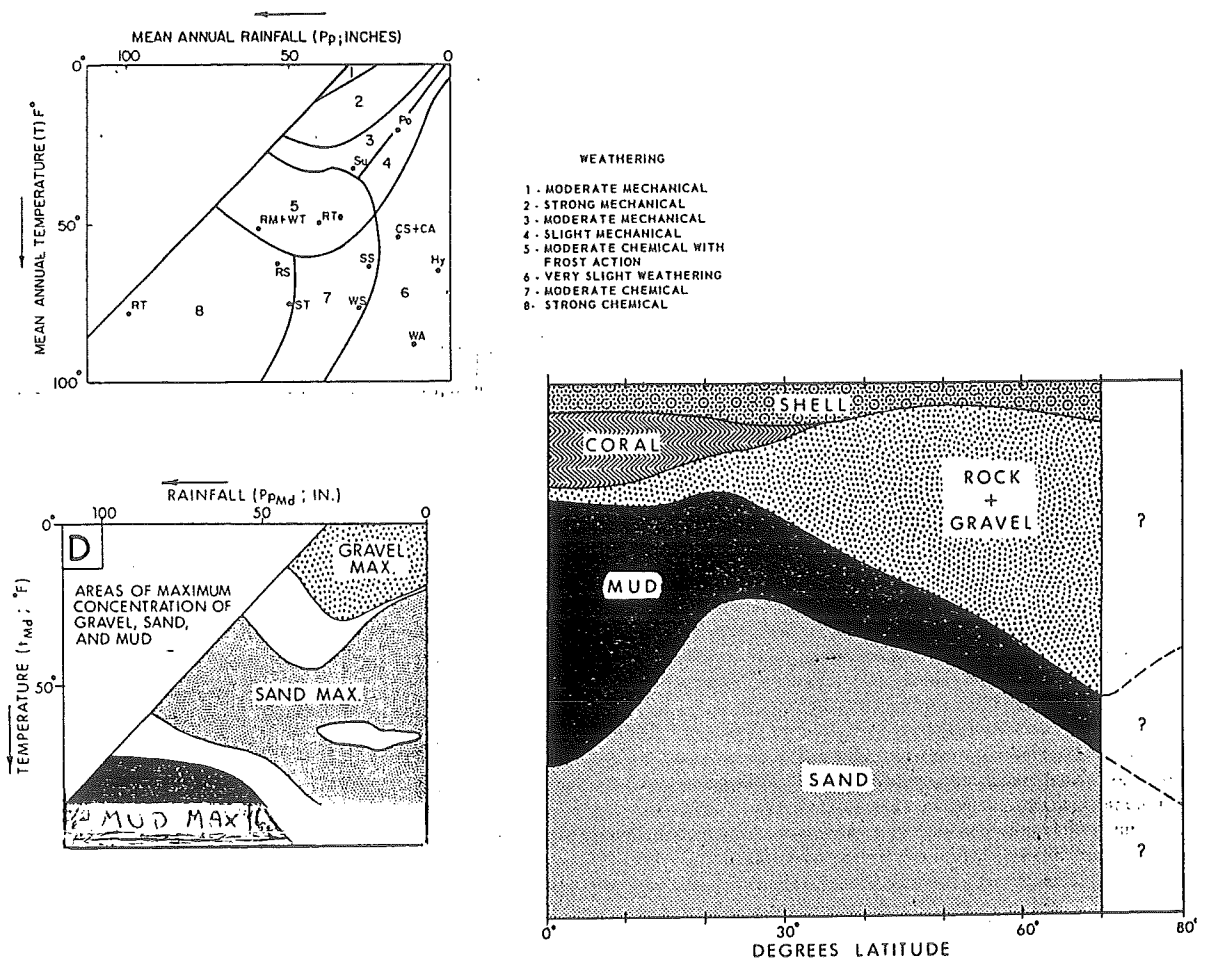 MEAN ANNUAL RAINFALL (Pp; INCHES)
100 50 0
0°
50°
100°
MEAN ANNUAL TEMPERATURE (T) F°
1
2
3
Po
4
Su
5
RM+WT RT
CS+CA
RS
SS
Hy
6
7
ST
WS
RT
8
WA
WEATHERING
1 - MODERATE MECHANICAL
2 - STRONG MECHANICAL
3 - MODERATE MECHANICAL
4 - SLIGHT MECHANICAL
5 - MODERATE CHEMICAL WITH
FROST ACTION
6 - VERY SLIGHT WEATHERING
7 - MODERATE CHEMICAL
8 - STRONG CHEMICAL
RAINFALL (PpMd ; IN.)
100 50 0
0°
50°
TEMPERATURE (tMd ; °F)
D
GRAVEL
MAX.
AREAS OF MAXIMUM
CONCENTRATION OF
GRAVEL, SAND,
AND MUD
SAND MAX.
MUD MAX
SHELL
CORAL
ROCK
+
GRAVEL
MUD
SAND
?
?
?
0° 30° 60° 80°
DEGREES LATITUDE